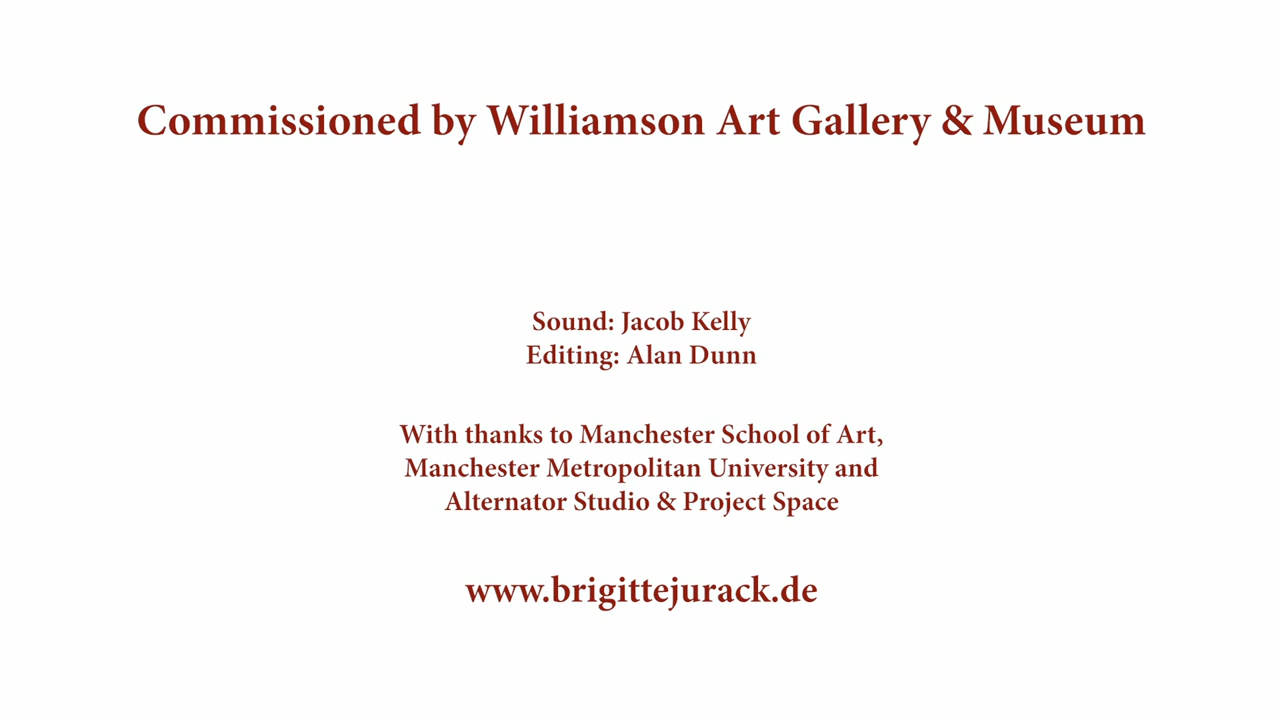 Commissioned by Williamson Art Gallery & Museum
Sound: Jacob Kelly
Editing: Alan Dunn
With thanks to Manchester School of Art,
Manchester Metropolitan University and
Alternator Studio & Project Space
www.brigittejurack.de